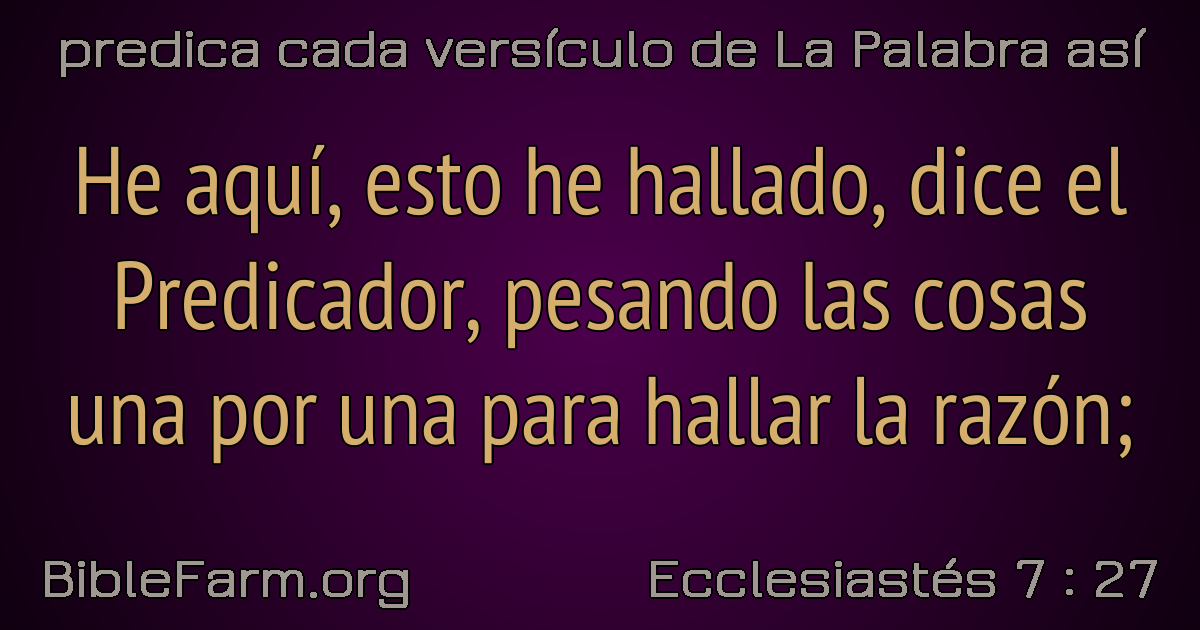 predica cada versículo de La Palabra así
He aquí, esto he hallado, dice el
Predicador, pesando las cosas
una por una para hallar la razón;
BibleFarm.org
Ecclesiastés 7 : 27